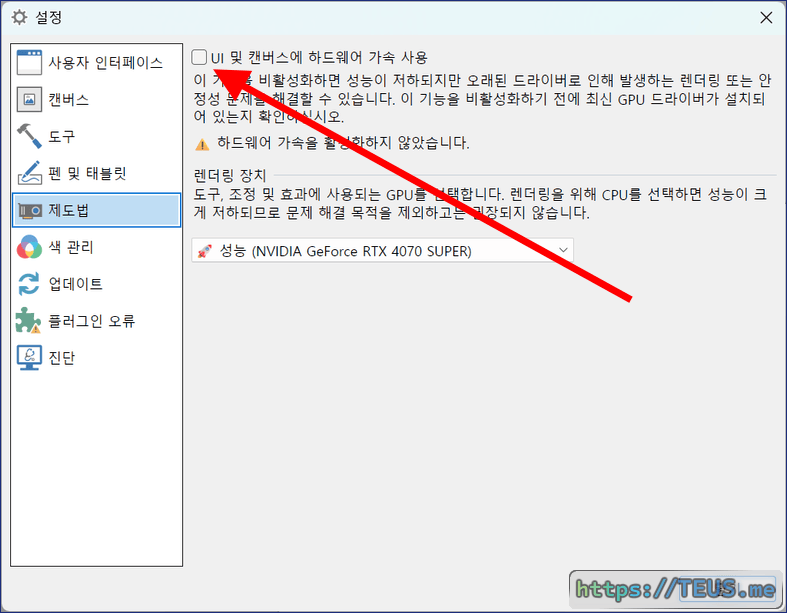 설정
사용자 인터페이스
캔버스
도구
펜 및 태블릿
제도법
색 관리
업데이트
플러그인 오류
진단
UI 및 캔버스에 하드웨어 가속 사용
이 기능을 비활성화하면 성능이 저하되지만 오래된 드라이버로 인해 발생하는 렌더링 또는 안
정성 문제를 해결할 수 있습니다. 이 기능을 비활성화하기 전에 최신 GPU 드라이버가 설치되
어 있는지 확인하십시오.
하드웨어 가속을 활성화하지 않았습니다.
렌더링 장치
도구, 조정 및 효과에 사용되는 GPU를 선택합니다. 렌더링을 위해 CPU를 선택하면 성능이 크
게 저하되므로 문제 해결 목적을 제외하고는 권장되지 않습니다.
성능 (NVIDIA GeForce RTX 4070 SUPER)
https://TEUS.me